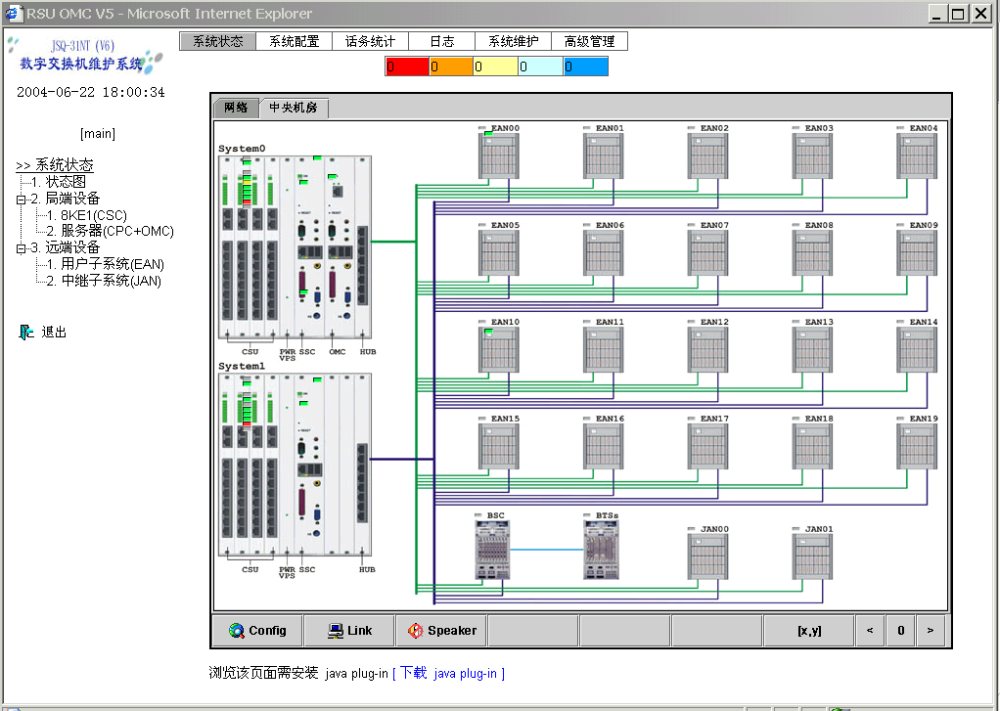 RSU OMC V5 - Microsoft Internet Explorer
JSQ-31NT (V6)
数字交换机维护系统
2004-06-22 18:00:34
系统状态 系统配置 话务统计 日志 系统维护 高级管理
0 0 0 0 0
[main]
>> 系统状态
1. 状态图
2. 局端设备
1. 8KE1(CSC)
2. 服务器(CPC+OMC)
3. 远端设备
1. 用户子系统(EAN)
2. 中继子系统(JAN)
退出
网络 中央机房
System0
CSU PWR VPS SSC OMC HUB
System1
CSU PWR VPS SSC HUB
EAN00 EAN01 EAN02 EAN03 EAN04
EAN05 EAN06 EAN07 EAN08 EAN09
EAN10 EAN11 EAN12 EAN13 EAN14
EAN15 EAN16 EAN17 EAN18 EAN19
BSC BTSs JAN00 JAN01
Config Link Speaker [x,y] < 0 >
浏览该页面需安装 java plug-in [ 下载 java plug-in ]